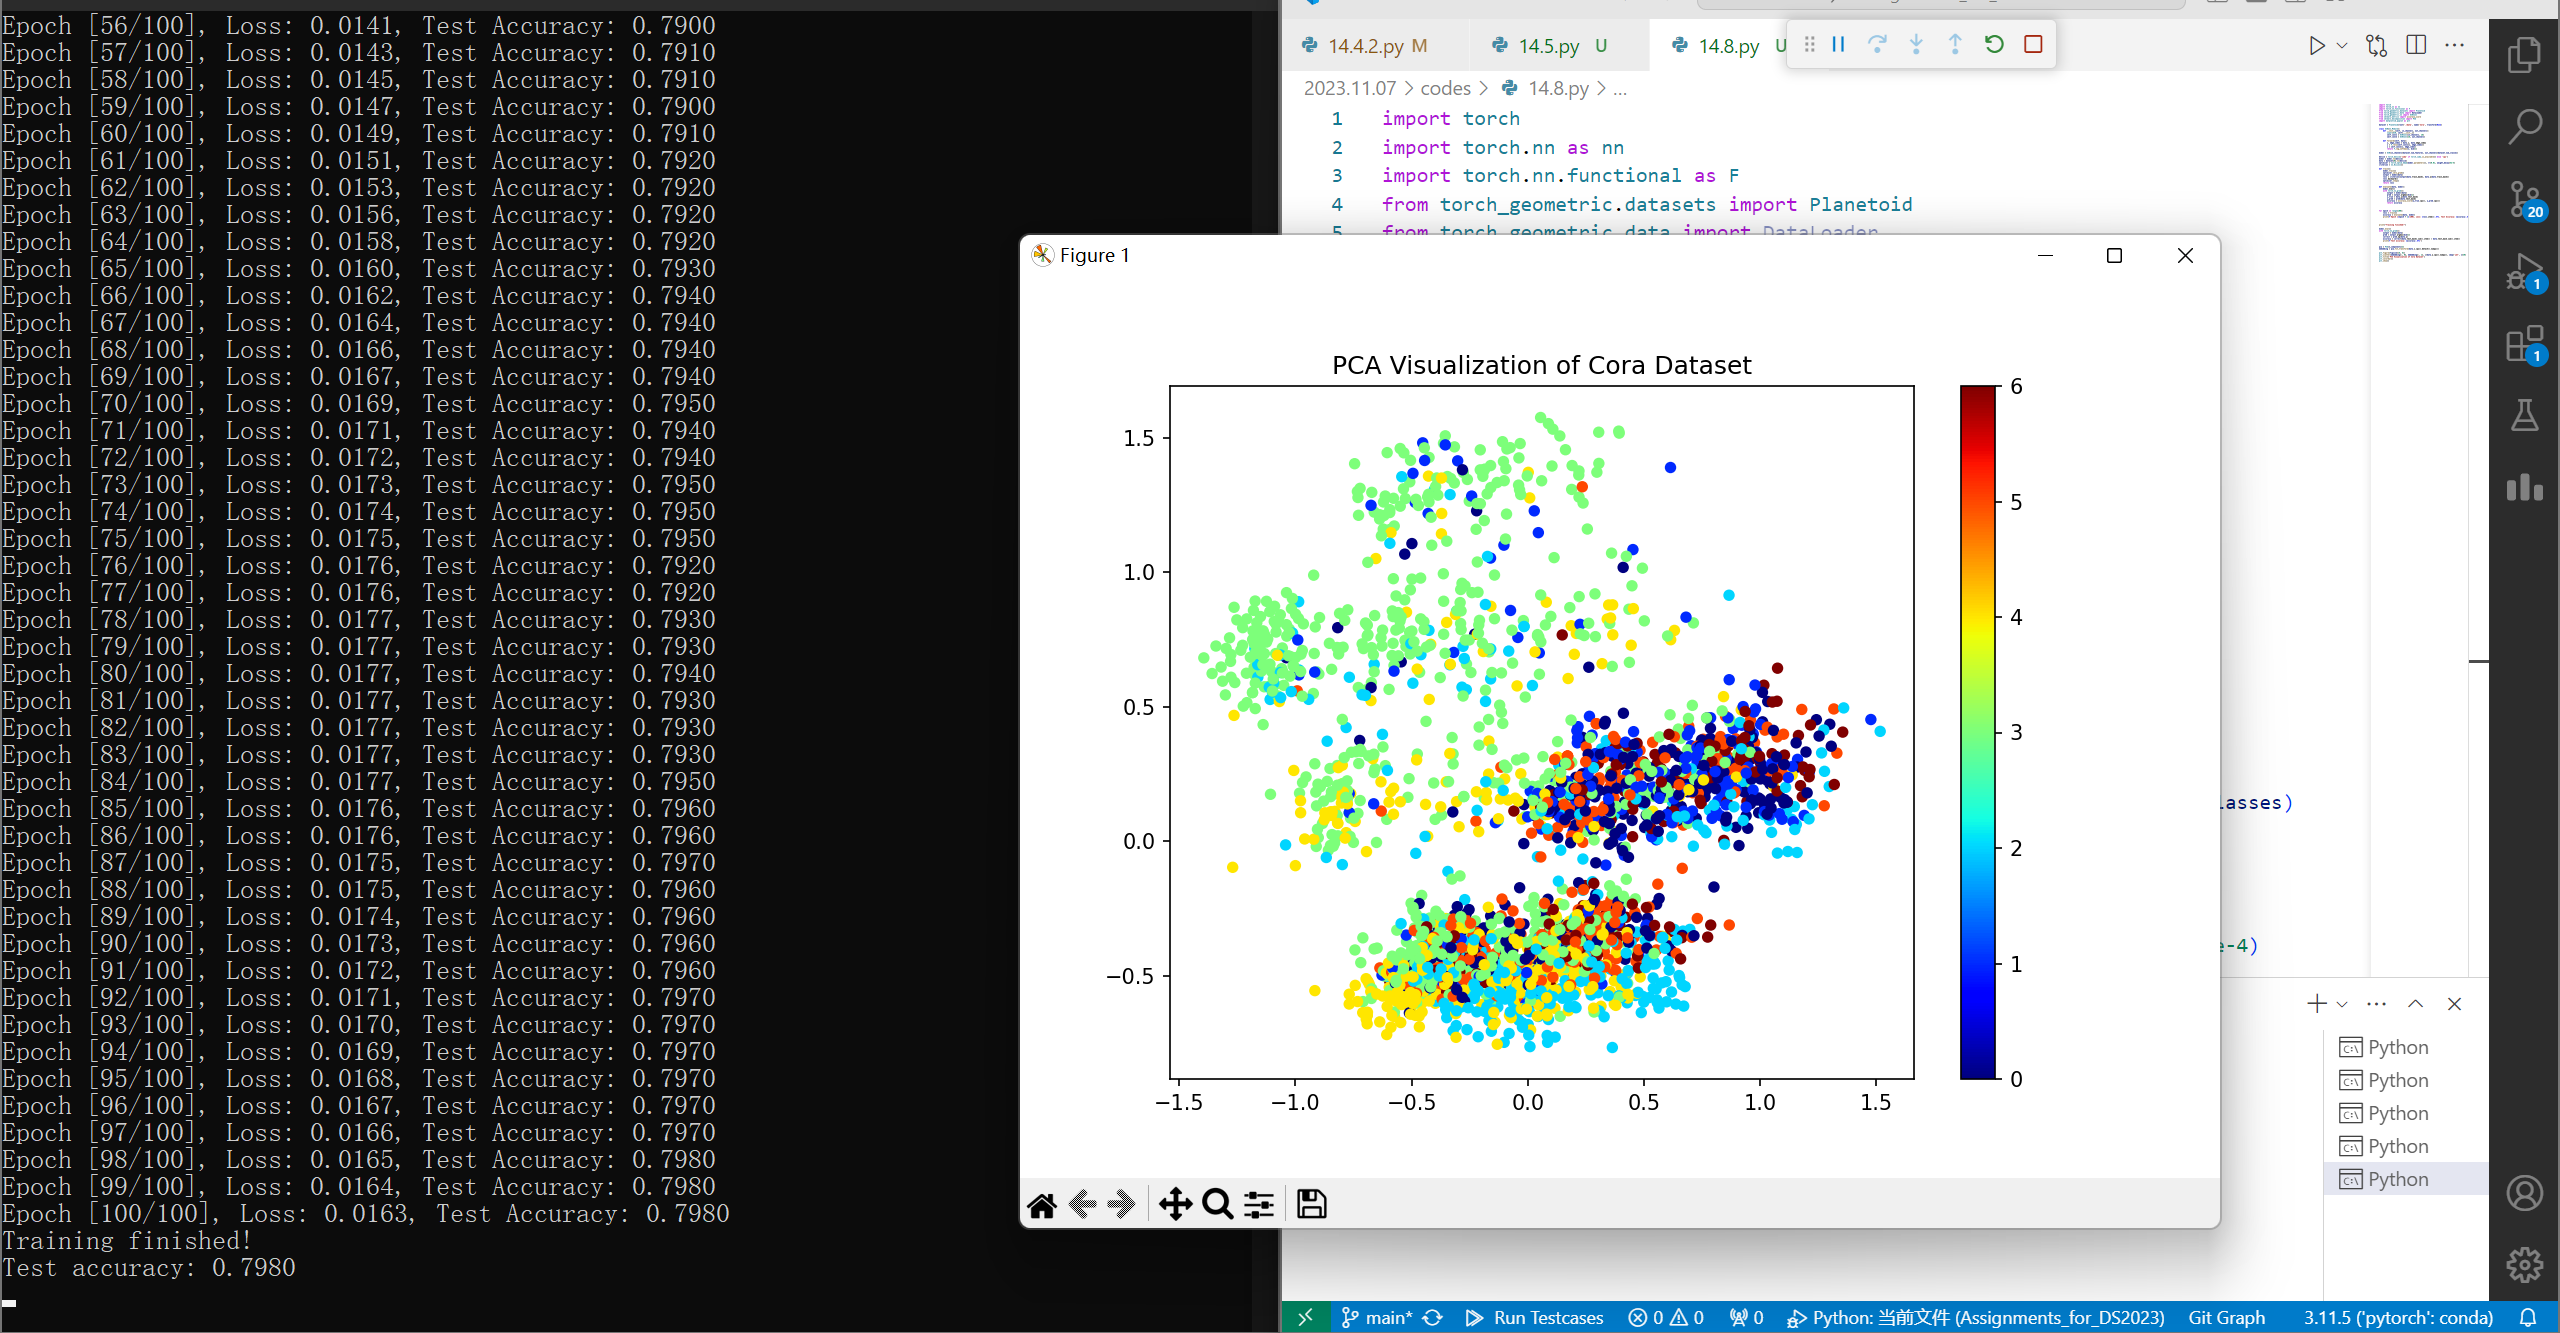 Epoch [56/100], Loss: 0.0141, Test Accuracy: 0.7900
Epoch [57/100], Loss: 0.0143, Test Accuracy: 0.7910
Epoch [58/100], Loss: 0.0145, Test Accuracy: 0.7910
Epoch [59/100], Loss: 0.0147, Test Accuracy: 0.7900
Epoch [60/100], Loss: 0.0149, Test Accuracy: 0.7910
Epoch [61/100], Loss: 0.0151, Test Accuracy: 0.7920
Epoch [62/100], Loss: 0.0153, Test Accuracy: 0.7920
Epoch [63/100], Loss: 0.0156, Test Accuracy: 0.7920
Epoch [64/100], Loss: 0.0158, Test Accuracy: 0.7920
Epoch [65/100], Loss: 0.0160, Test Accuracy: 0.7930
Epoch [66/100], Loss: 0.0162, Test Accuracy: 0.7940
Epoch [67/100], Loss: 0.0164, Test Accuracy: 0.7940
Epoch [68/100], Loss: 0.0166, Test Accuracy: 0.7940
Epoch [69/100], Loss: 0.0167, Test Accuracy: 0.7940
Epoch [70/100], Loss: 0.0169, Test Accuracy: 0.7950
Epoch [71/100], Loss: 0.0171, Test Accuracy: 0.7940
Epoch [72/100], Loss: 0.0172, Test Accuracy: 0.7940
Epoch [73/100], Loss: 0.0173, Test Accuracy: 0.7950
Epoch [74/100], Loss: 0.0174, Test Accuracy: 0.7950
Epoch [75/100], Loss: 0.0175, Test Accuracy: 0.7950
Epoch [76/100], Loss: 0.0176, Test Accuracy: 0.7920
Epoch [77/100], Loss: 0.0176, Test Accuracy: 0.7920
Epoch [78/100], Loss: 0.0177, Test Accuracy: 0.7930
Epoch [79/100], Loss: 0.0177, Test Accuracy: 0.7930
Epoch [80/100], Loss: 0.0177, Test Accuracy: 0.7940
Epoch [81/100], Loss: 0.0177, Test Accuracy: 0.7930
Epoch [82/100], Loss: 0.0177, Test Accuracy: 0.7930
Epoch [83/100], Loss: 0.0177, Test Accuracy: 0.7930
Epoch [84/100], Loss: 0.0177, Test Accuracy: 0.7950
Epoch [85/100], Loss: 0.0176, Test Accuracy: 0.7960
Epoch [86/100], Loss: 0.0176, Test Accuracy: 0.7960
Epoch [87/100], Loss: 0.0175, Test Accuracy: 0.7970
Epoch [88/100], Loss: 0.0175, Test Accuracy: 0.7960
Epoch [89/100], Loss: 0.0174, Test Accuracy: 0.7960
Epoch [90/100], Loss: 0.0173, Test Accuracy: 0.7960
Epoch [91/100], Loss: 0.0172, Test Accuracy: 0.7960
Epoch [92/100], Loss: 0.0171, Test Accuracy: 0.7970
Epoch [93/100], Loss: 0.0170, Test Accuracy: 0.7970
Epoch [94/100], Loss: 0.0169, Test Accuracy: 0.7970
Epoch [95/100], Loss: 0.0168, Test Accuracy: 0.7970
Epoch [96/100], Loss: 0.0167, Test Accuracy: 0.7970
Epoch [97/100], Loss: 0.0166, Test Accuracy: 0.7970
Epoch [98/100], Loss: 0.0165, Test Accuracy: 0.7980
Epoch [99/100], Loss: 0.0164, Test Accuracy: 0.7980
Epoch [100/100], Loss: 0.0163, Test Accuracy: 0.7980
Training finished!
Test accuracy: 0.7980
14.4.2.py M
14.5.py U
14.8.py U
2023.11.07 > codes > 14.8.py > ...
1 import torch
2 import torch.nn as nn
3 import torch.nn.functional as F
4 from torch_geometric.datasets import Planetoid
5 from torch_geometric.data import DataLoader
asses)
e-4)
Figure 1
PCA Visualization of Cora Dataset
1.5
1.0
0.5
0.0
−0.5
−1.5 −1.0 −0.5 0.0 0.5 1.0 1.5
6
5
4
3
2
1
0
20
1
1
Python
Python
Python
Python
Python
main* Run Testcases 0 0 0 Python: 当前文件 (Assignments_for_DS2023) Git Graph 3.11.5 ('pytorch': conda)